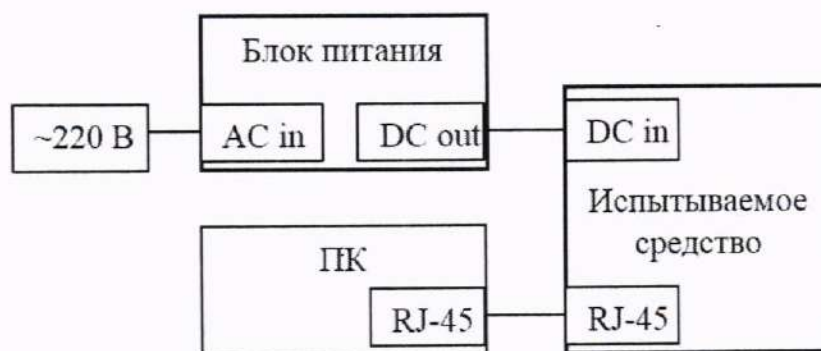 Блок питания
~220 В
AC in
DC out
DC in
Испытываемое
средство
ПК
RJ-45
RJ-45